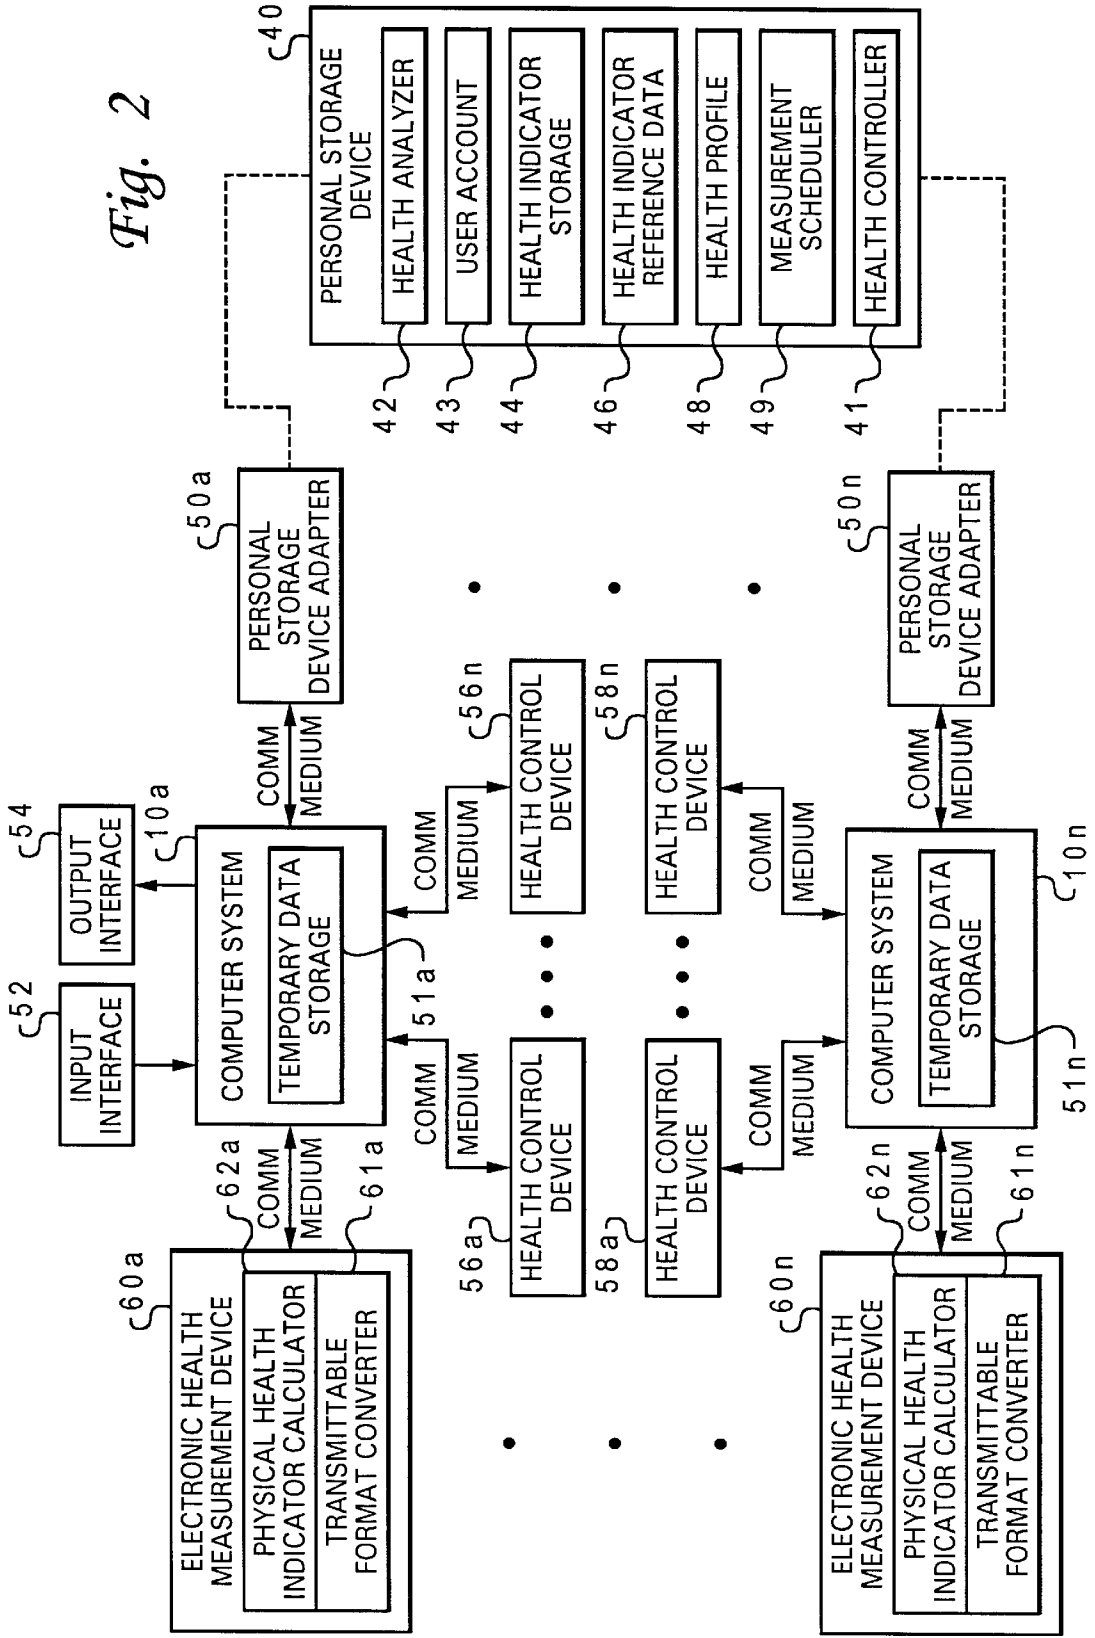 Fig. 2
60a
ELECTRONIC HEALTH
MEASUREMENT DEVICE
PHYSICAL HEALTH
INDICATOR CALCULATOR
TRANSMITTABLE
FORMAT CONVERTER
62a
61a
COMM
MEDIUM
52
INPUT
INTERFACE
54
OUTPUT
INTERFACE
10a
COMPUTER SYSTEM
TEMPORARY DATA
STORAGE
51a
COMM
MEDIUM
50a
PERSONAL
STORAGE
DEVICE ADAPTER
COMM
MEDIUM
COMM
MEDIUM
56a
HEALTH CONTROL
DEVICE
56n
HEALTH CONTROL
DEVICE
58a
HEALTH CONTROL
DEVICE
58n
HEALTH CONTROL
DEVICE
COMM
MEDIUM
COMM
MEDIUM
60n
ELECTRONIC HEALTH
MEASUREMENT DEVICE
PHYSICAL HEALTH
INDICATOR CALCULATOR
TRANSMITTABLE
FORMAT CONVERTER
62n
61n
COMM
MEDIUM
COMPUTER SYSTEM
TEMPORARY DATA
STORAGE
51n
10n
COMM
MEDIUM
50n
PERSONAL
STORAGE
DEVICE ADAPTER
40
PERSONAL STORAGE
DEVICE
42
HEALTH ANALYZER
43
USER ACCOUNT
44
HEALTH INDICATOR
STORAGE
46
HEALTH INDICATOR
REFERENCE DATA
48
HEALTH PROFILE
49
MEASUREMENT
SCHEDULER
41
HEALTH CONTROLLER